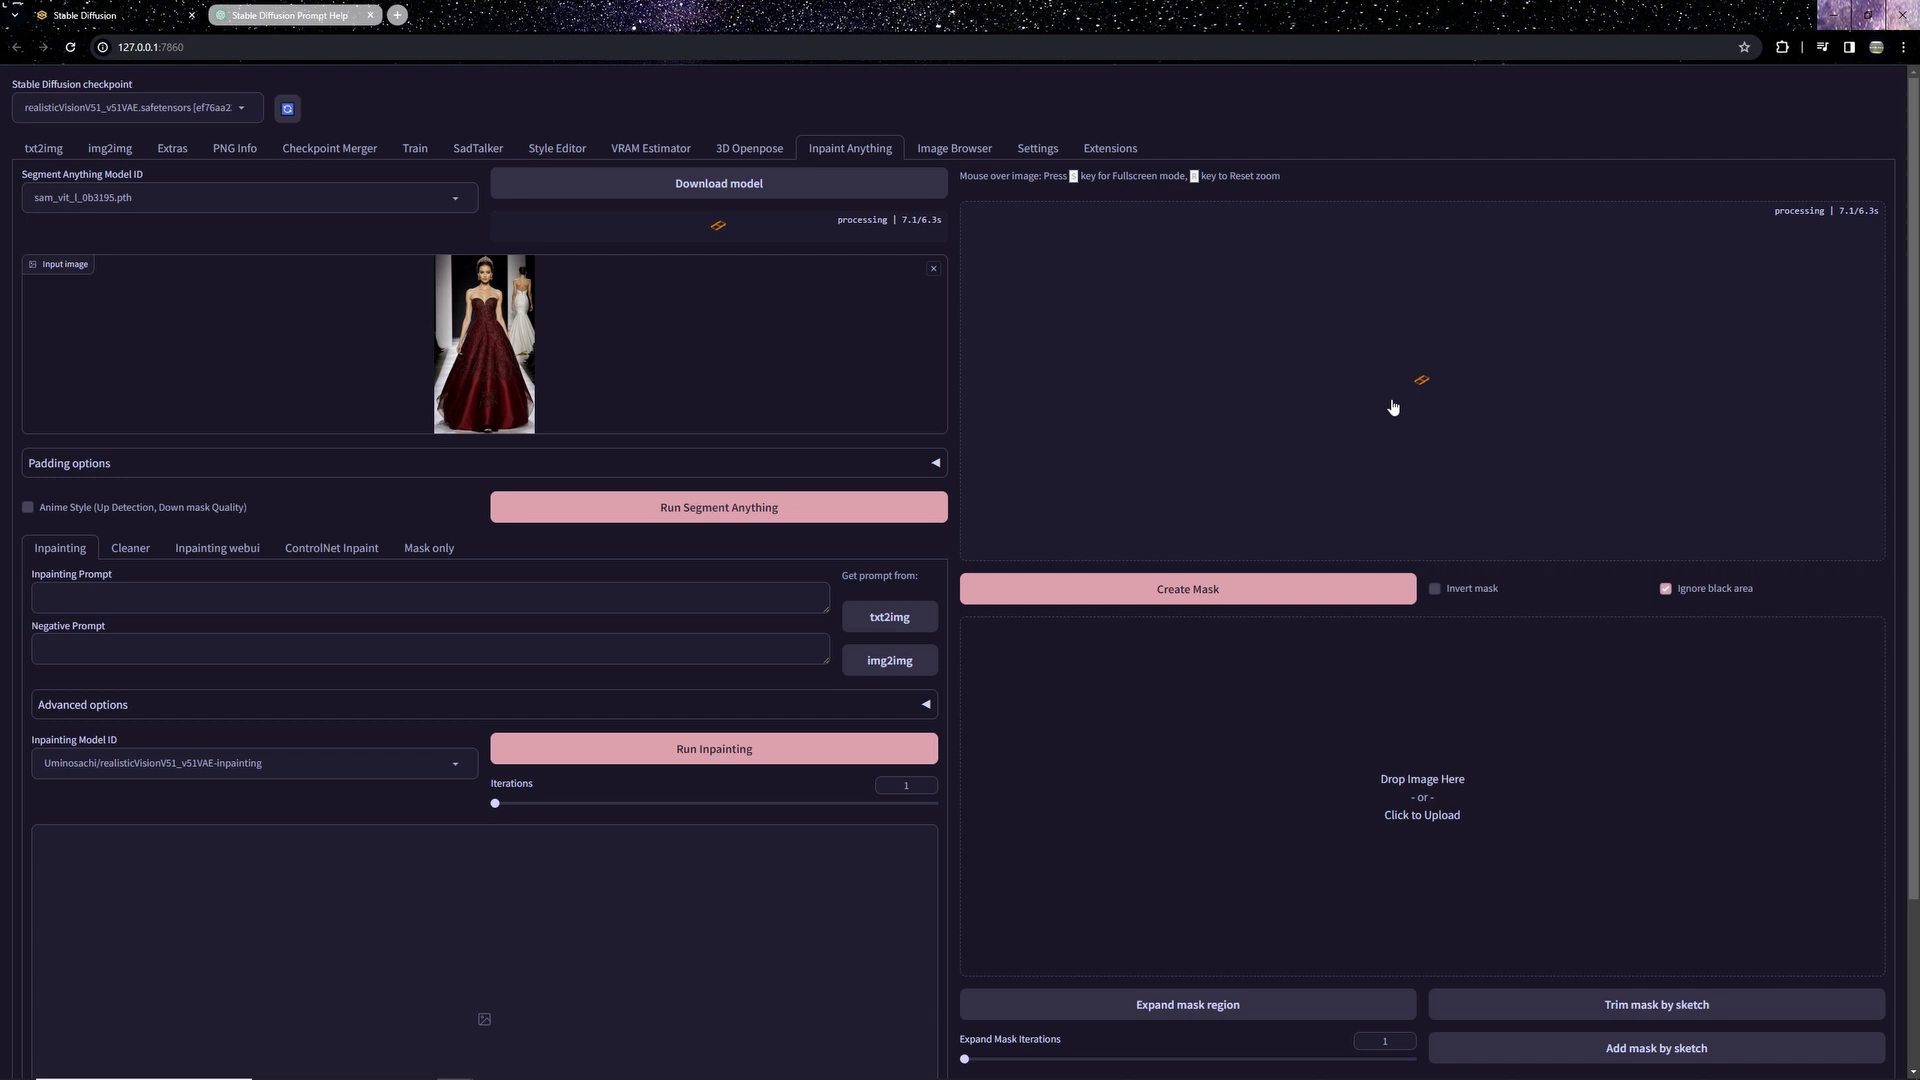 Stable Diffusion
Stable Diffusion Prompt Help
127.0.0.1:7860
Stable Diffusion checkpoint
realisticVisionV51_v51VAE.safetensors [ef76aa2
txt2img img2img Extras PNG Info Checkpoint Merger Train SadTalker Style Editor VRAM Estimator 3D Openpose Inpaint Anything Image Browser Settings Extensions
Segment Anything Model ID
sam_vit_l_0b3195.pth
Download model
processing | 7.1/6.3s
Input image
Padding options
Anime Style (Up Detection, Down mask Quality)
Run Segment Anything
Inpainting Cleaner Inpainting webui ControlNet Inpaint Mask only
Inpainting Prompt
Get prompt from:
txt2img
Negative Prompt
img2img
Advanced options
Inpainting Model ID
Uminosachi/realisticVisionV51_v51VAE-inpainting
Run Inpainting
Iterations
1
Mouse over image: Press S key for Fullscreen mode, R key to Reset zoom
processing | 7.1/6.3s
Create Mask
Invert mask
Ignore black area
Drop Image Here
- or -
Click to Upload
Expand mask region
Trim mask by sketch
Expand Mask Iterations
1
Add mask by sketch